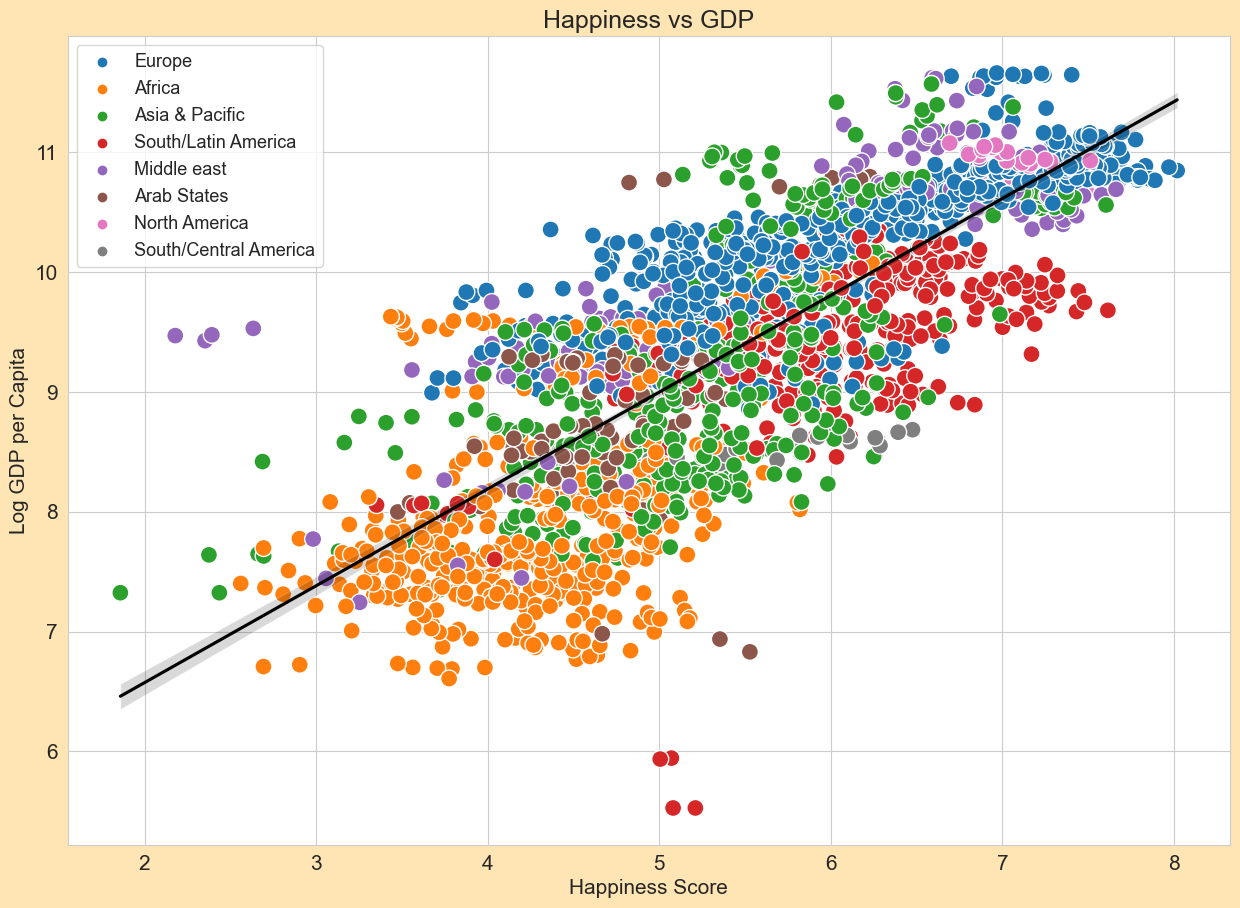 Happiness vs GDP
Europe
Africa
Asia & Pacific
South/Latin America
Middle east
Arab States
North America
South/Central America
11
10
9
8
7
6
Log GDP per Capita
2 3 4 5 6 7 8
Happiness Score